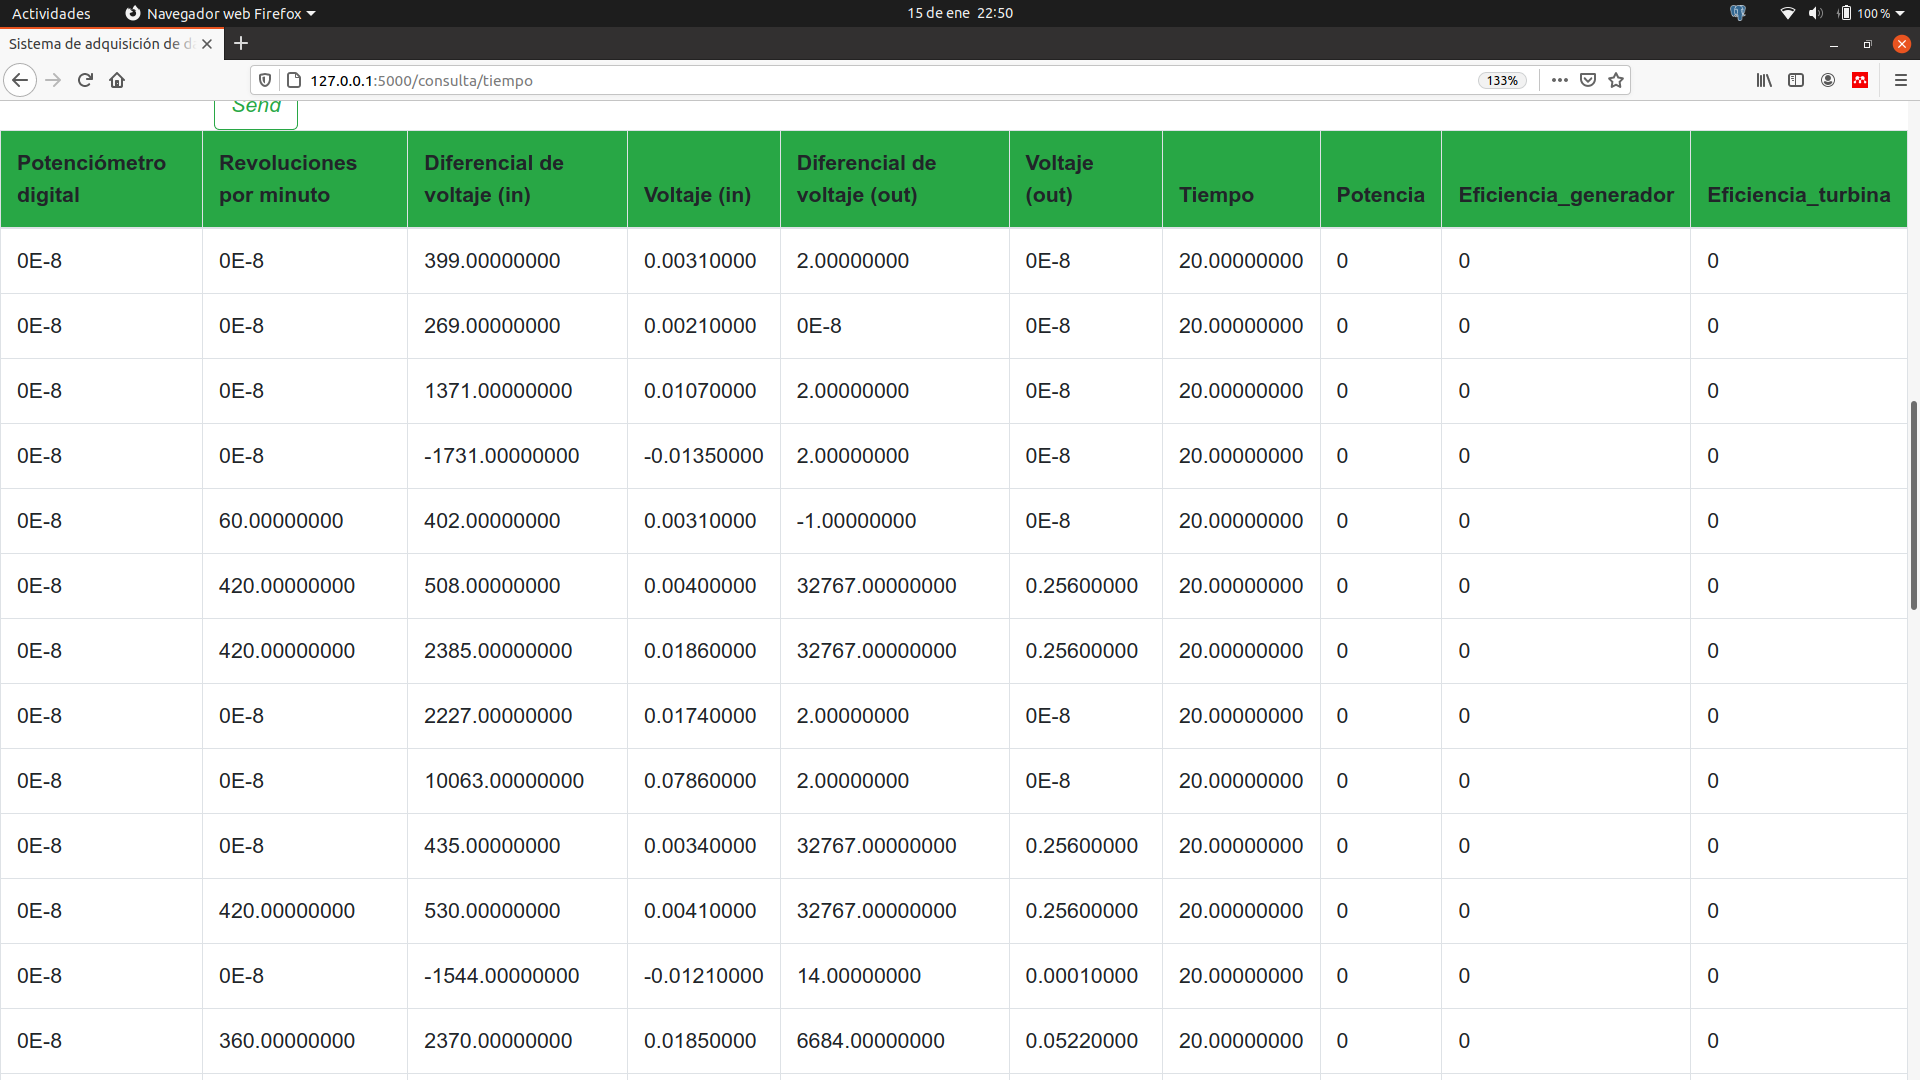 Actividades Navegador web Firefox 15 de ene 22:50 100 %
Sistema de adquisición de d
127.0.0.1:5000/consulta/tiempo 133%
Send
Potenciómetro digital Revoluciones por minuto Diferencial de voltaje (in) Voltaje (in) Diferencial de voltaje (out) Voltaje (out) Tiempo Potencia Eficiencia_generador Eficiencia_turbina
0E-8 0E-8 399.00000000 0.00310000 2.00000000 0E-8 20.00000000 0 0 0
0E-8 0E-8 269.00000000 0.00210000 0E-8 0E-8 20.00000000 0 0 0
0E-8 0E-8 1371.00000000 0.01070000 2.00000000 0E-8 20.00000000 0 0 0
0E-8 0E-8 -1731.00000000 -0.01350000 2.00000000 0E-8 20.00000000 0 0 0
0E-8 60.00000000 402.00000000 0.00310000 -1.00000000 0E-8 20.00000000 0 0 0
0E-8 420.00000000 508.00000000 0.00400000 32767.00000000 0.25600000 20.00000000 0 0 0
0E-8 420.00000000 2385.00000000 0.01860000 32767.00000000 0.25600000 20.00000000 0 0 0
0E-8 0E-8 2227.00000000 0.01740000 2.00000000 0E-8 20.00000000 0 0 0
0E-8 0E-8 10063.00000000 0.07860000 2.00000000 0E-8 20.00000000 0 0 0
0E-8 0E-8 435.00000000 0.00340000 32767.00000000 0.25600000 20.00000000 0 0 0
0E-8 420.00000000 530.00000000 0.00410000 32767.00000000 0.25600000 20.00000000 0 0 0
0E-8 0E-8 -1544.00000000 -0.01210000 14.00000000 0.00010000 20.00000000 0 0 0
0E-8 360.00000000 2370.00000000 0.01850000 6684.00000000 0.05220000 20.00000000 0 0 0